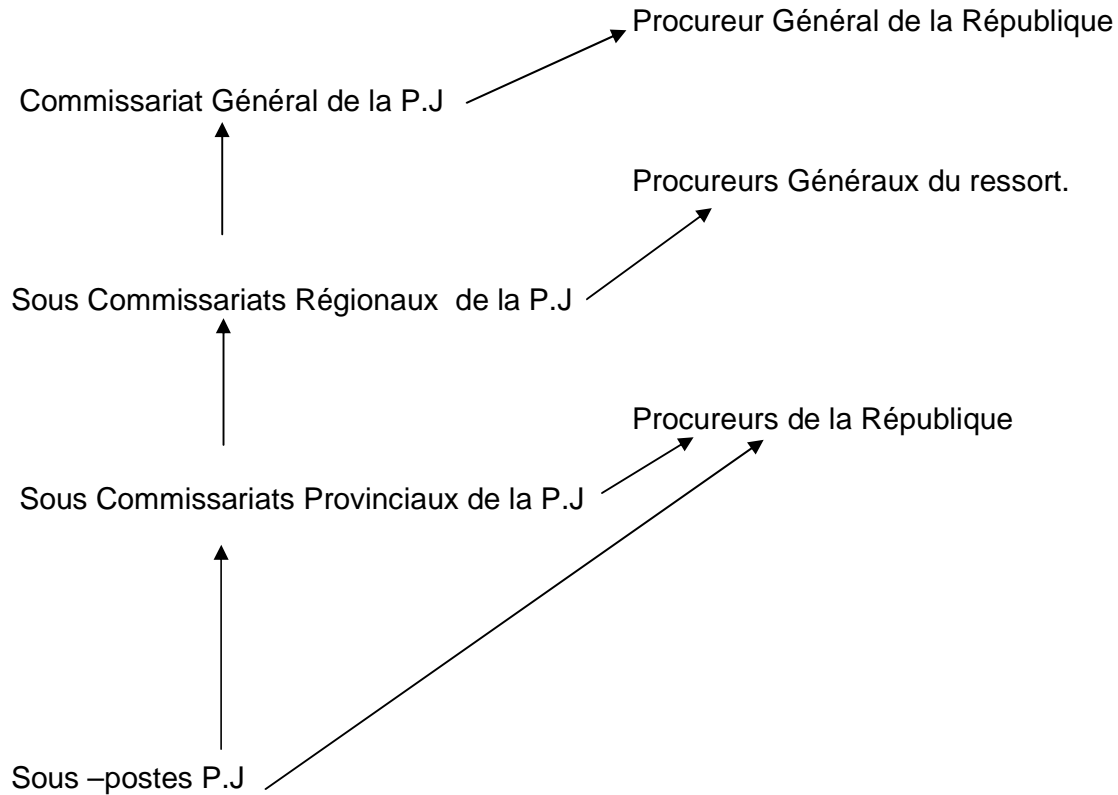 Procureur Général de la République
Commissariat Général de la P.J
Procureurs Généraux du ressort.
Sous Commissariats Régionaux de la P.J
Procureurs de la République
Sous Commissariats Provinciaux de la P.J
Sous –postes P.J